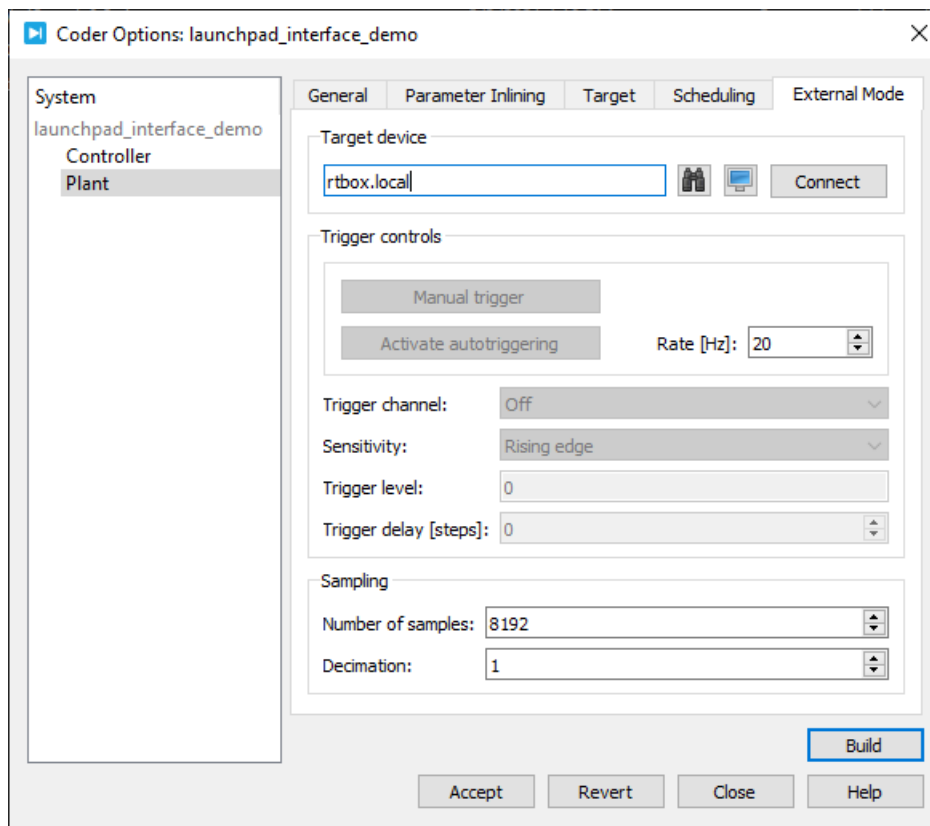 Coder Options: launchpad_interface_demo
System
launchpad_interface_demo
Controller
Plant
General Parameter Inlining Target Scheduling External Mode
Target device
rtbox.local Connect
Trigger controls
Manual trigger
Activate autotriggering Rate [Hz]: 20
Trigger channel: Off
Sensitivity: Rising edge
Trigger level: 0
Trigger delay [steps]: 0
Sampling
Number of samples: 8192
Decimation: 1
Build
Accept Revert Close Help